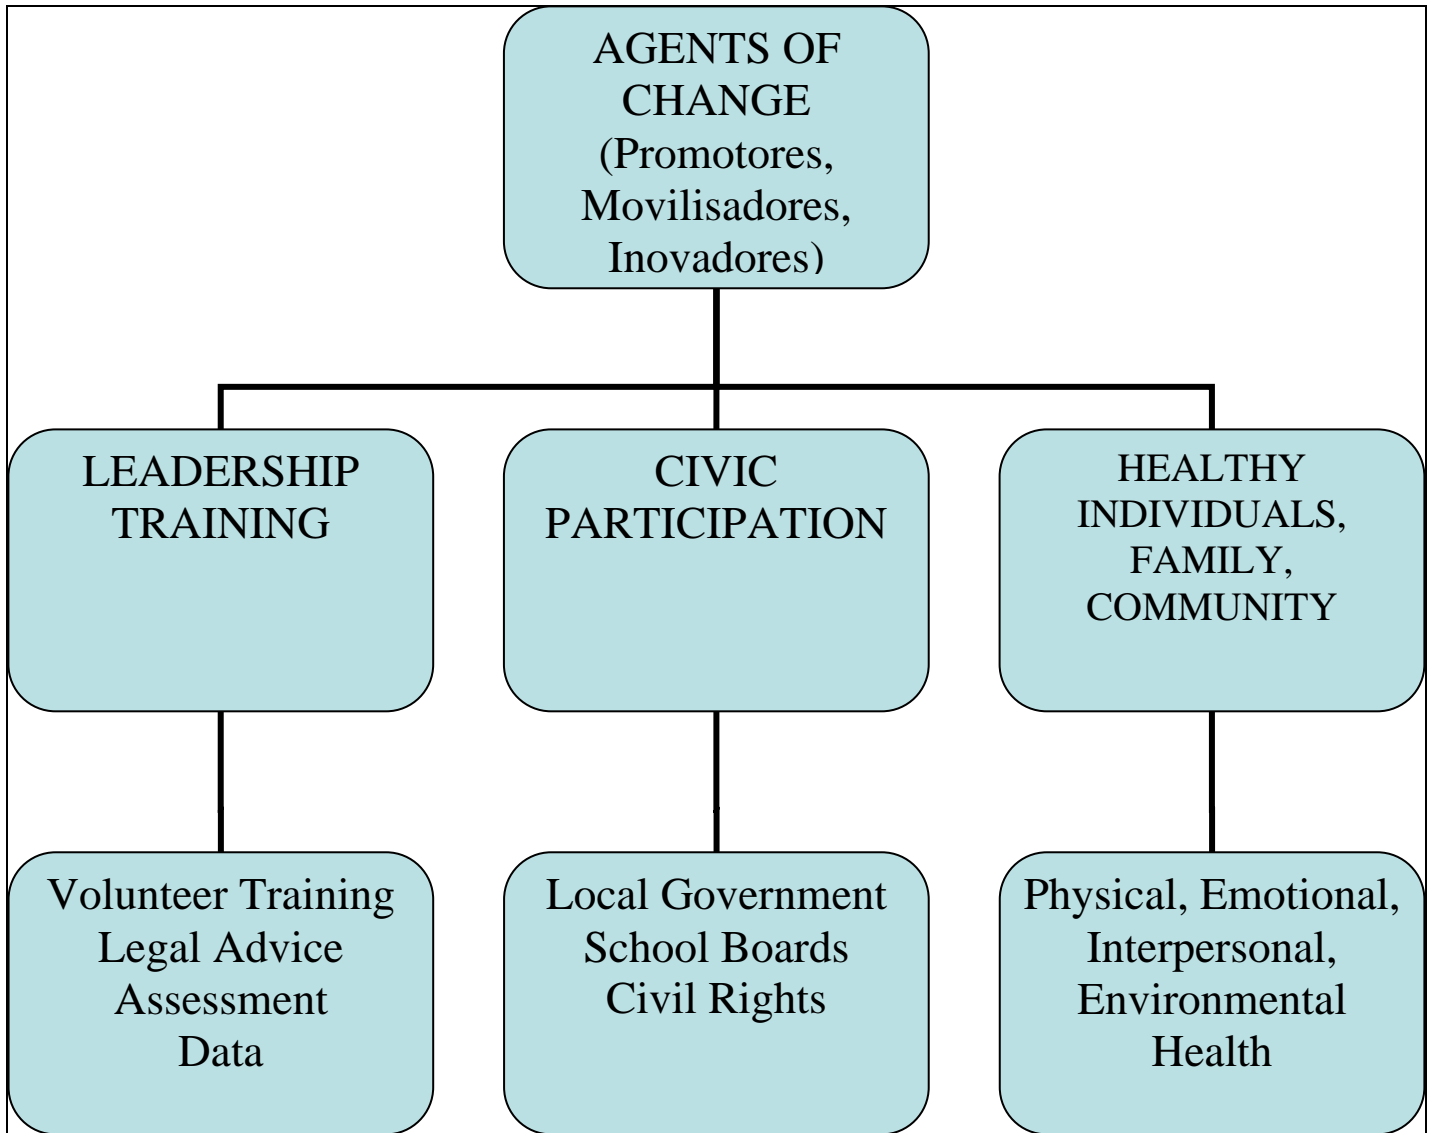 AGENTS OF
CHANGE
(Promotores,
Movilisadores,
Inovadores)
LEADERSHIP
TRAINING
CIVIC
PARTICIPATION
HEALTHY
INDIVIDUALS,
FAMILY,
COMMUNITY
Volunteer Training
Legal Advice
Assessment
Data
Local Government
School Boards
Civil Rights
Physical, Emotional,
Interpersonal,
Environmental
Health